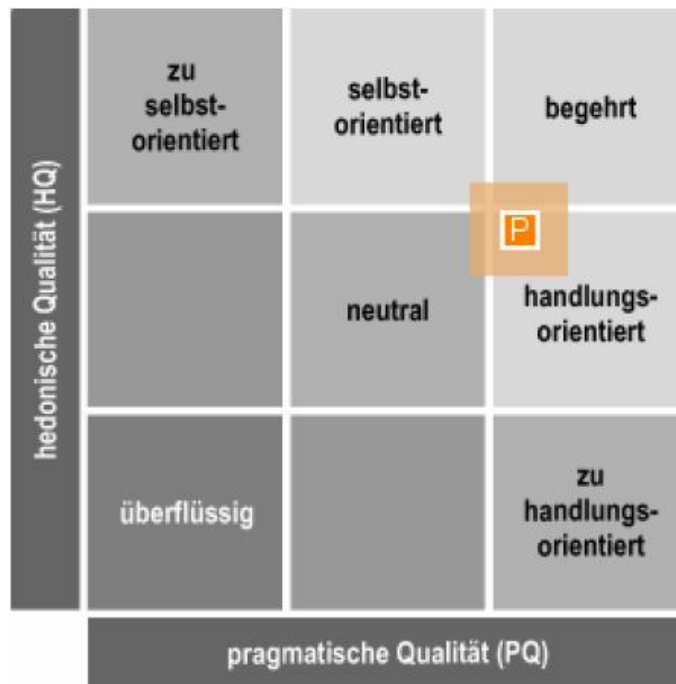 hedonische Qualität (HQ)
zu
selbst-
orientiert
selbst-
orientiert
begehrt
P
neutral
handlungs-
orientiert
überflüssig
zu
handlungs-
orientiert
pragmatische Qualität (PQ)